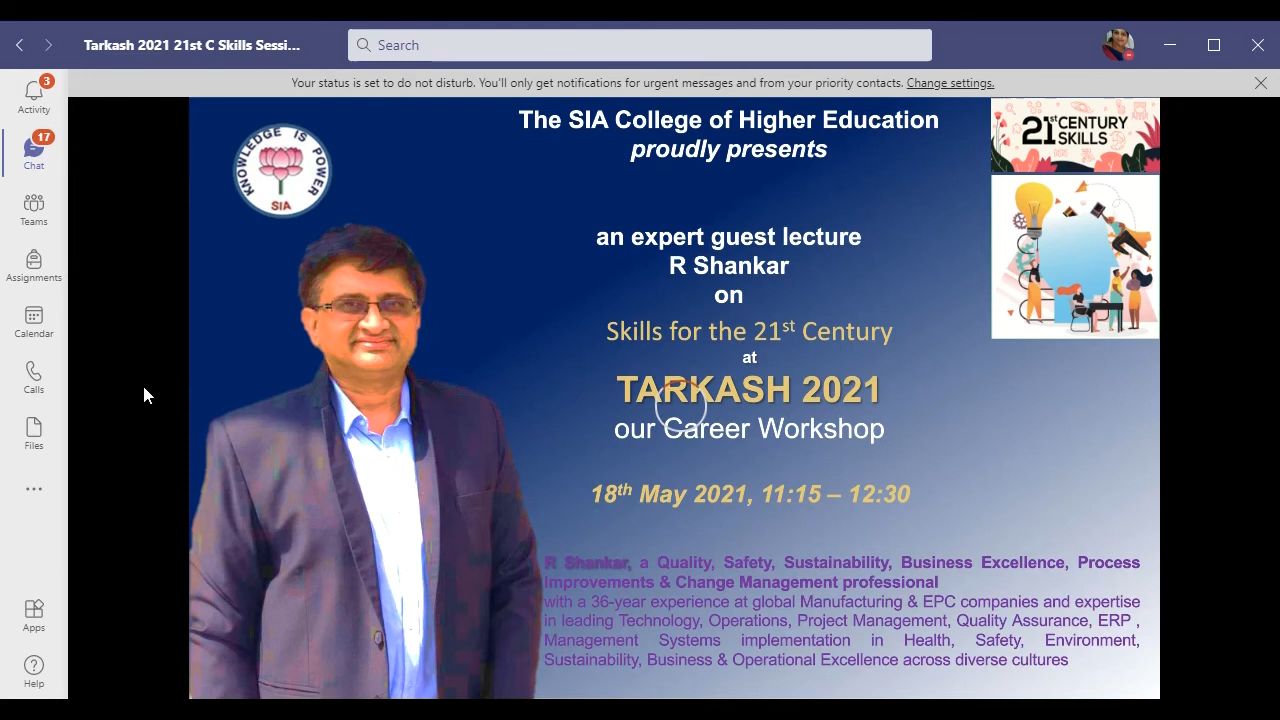 Tarkash 2021 21st C Skills Sessi...
Search
Your status is set to do not disturb. You'll only get notifications for urgent messages and from your priority contacts. Change settings.
3
Activity
17
Chat
Teams
Assignments
Calendar
Calls
Files
Apps
Help
KNOWLEDGE IS POWER
SIA
The SIA College of Higher Education
proudly presents
an expert guest lecture
R Shankar
on
Skills for the 21st Century
at
TARKASH 2021
our Career Workshop
18th May 2021, 11:15 – 12:30
R Shankar, a Quality, Safety, Sustainability, Business Excellence, Process
Improvements & Change Management professional
with a 36-year experience at global Manufacturing & EPC companies and expertise
in leading Technology, Operations, Project Management, Quality Assurance, ERP ,
Management Systems implementation in Health, Safety, Environment,
Sustainability, Business & Operational Excellence across diverse cultures
21st CENTURY
SKILLS